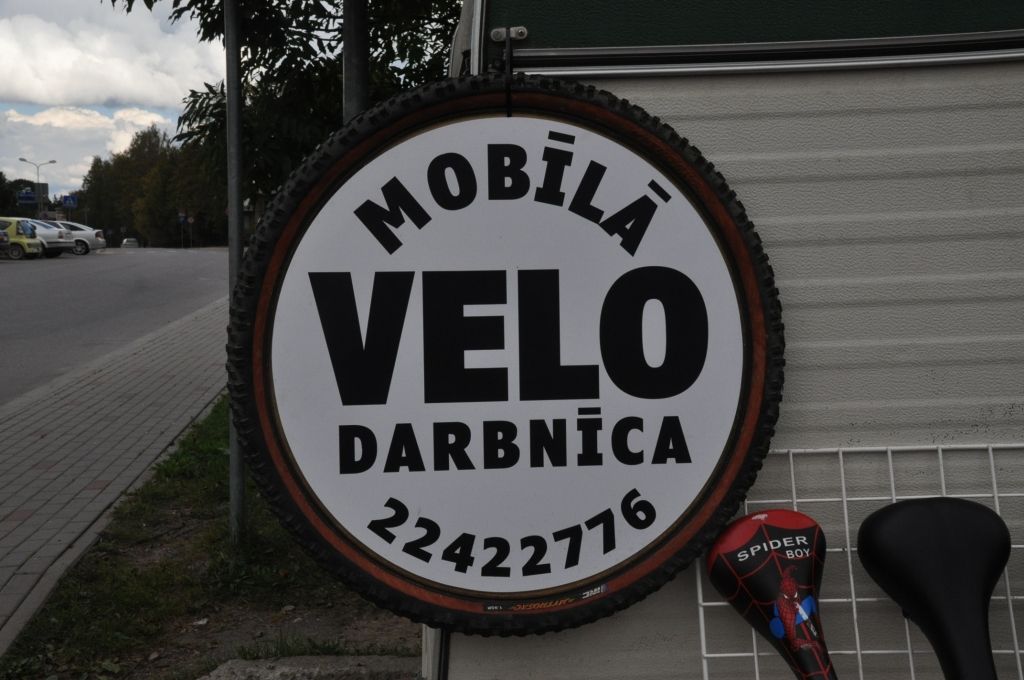 MOBĪLĀ
VELO
DARBNĪCA
22422776
SPIDER
BOY